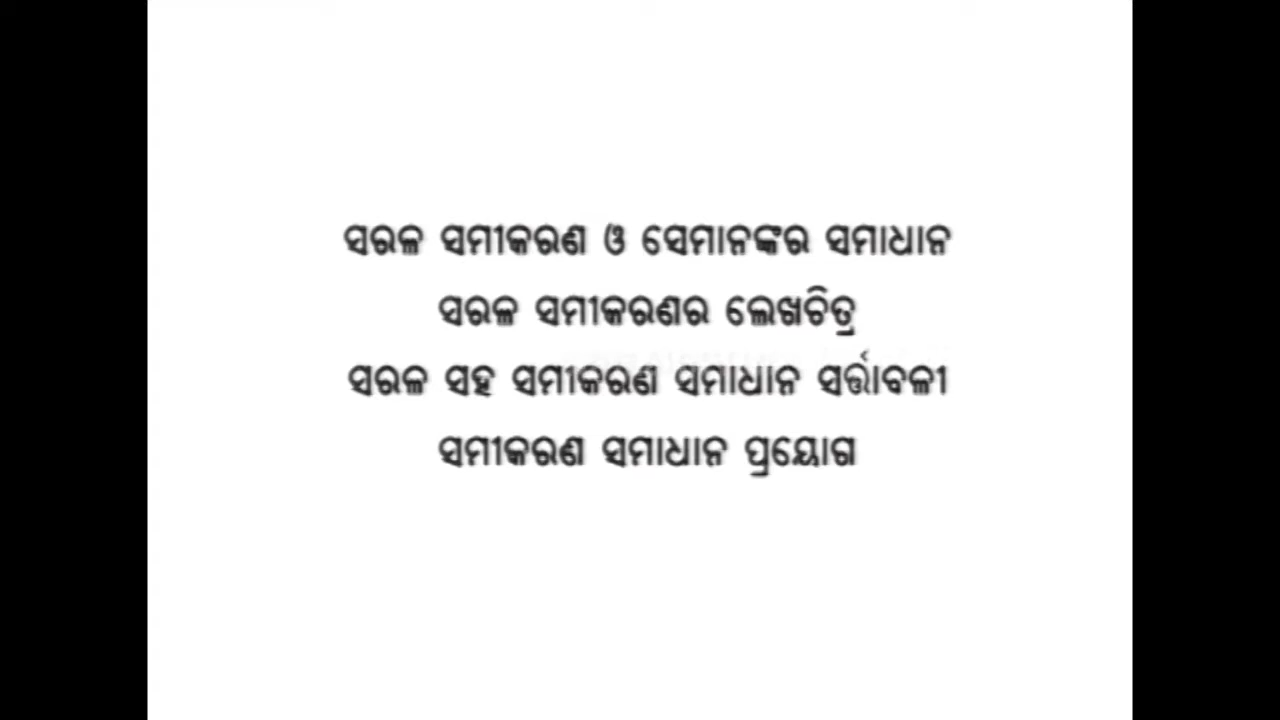 ସରଳ ସମୀକରଣ ଓ ସେମାନଙ୍କର ସମାଧାନ
ସରଳ ସମୀକରଣର ଲେଖଚିତ୍ର
ସରଳ ସହ ସମୀକରଣ ସମାଧାନ ସର୍ତ୍ତାବଳୀ
ସମୀକରଣ ସମାଧାନ ପ୍ରୟୋଗ